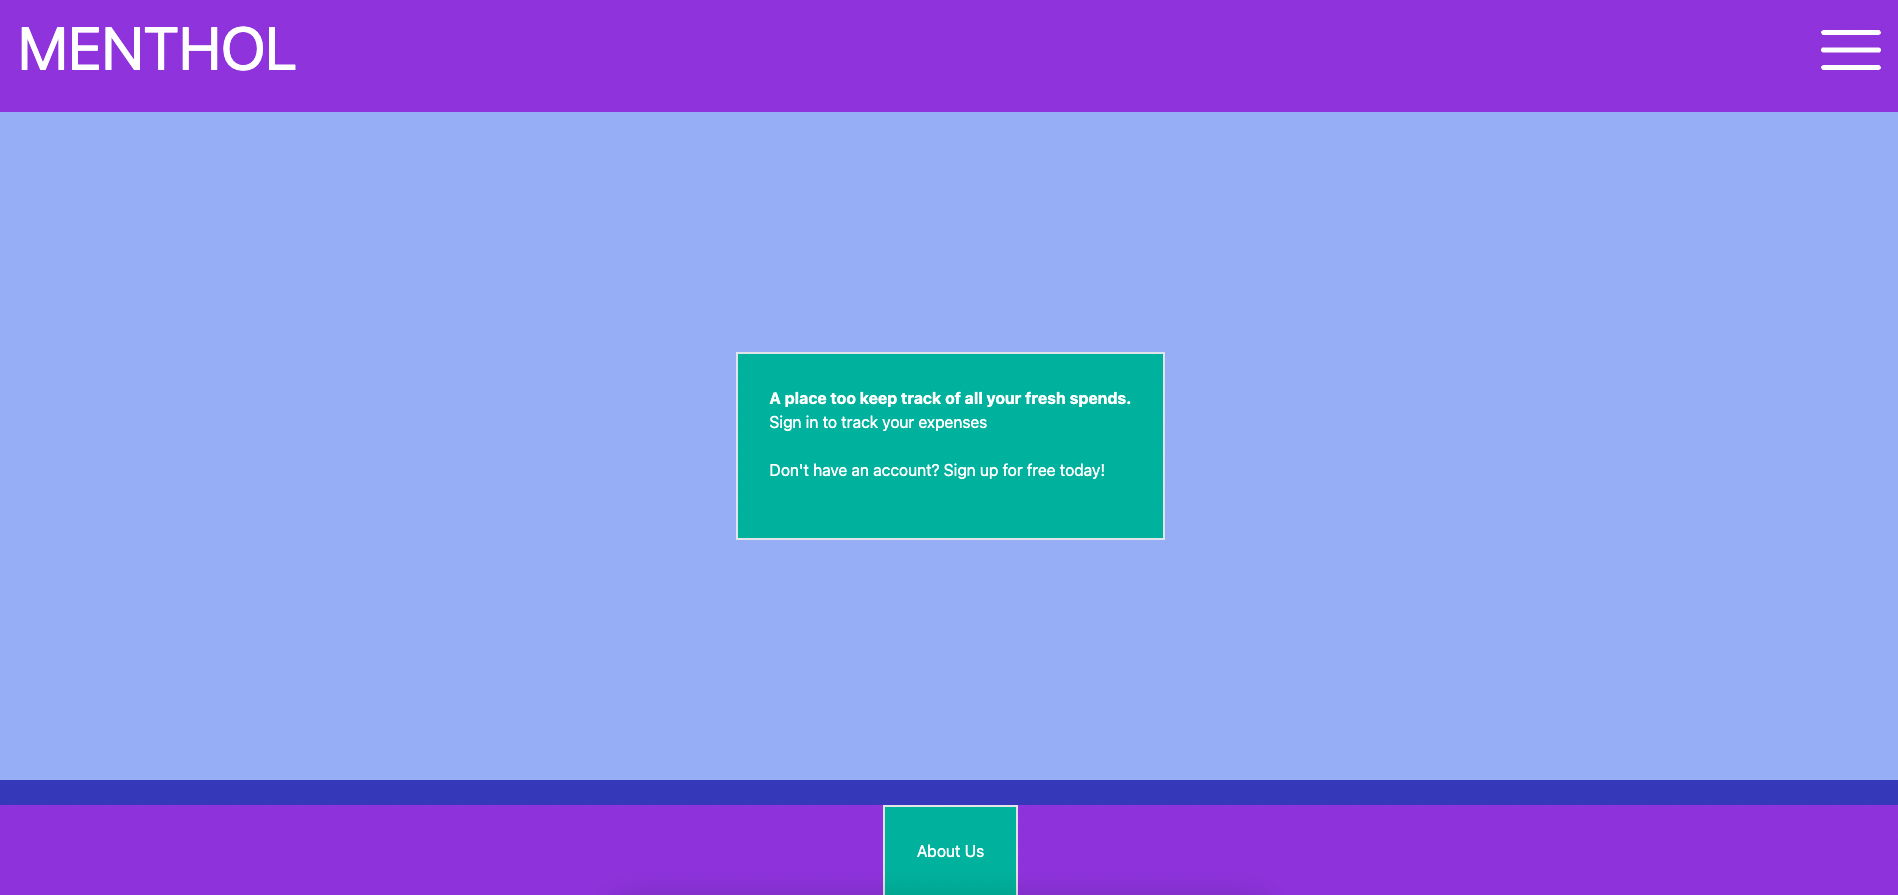 MENTHOL
A place too keep track of all your fresh spends.
Sign in to track your expenses
Don't have an account? Sign up for free today!
About Us